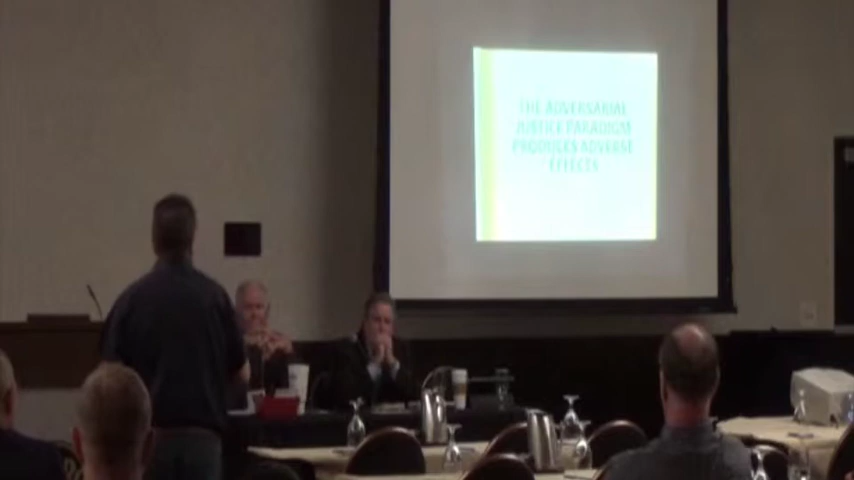 THE ADVERSARIAL
JUSTICE PARADIGM
PRODUCES ADVERSE
EFFECTS